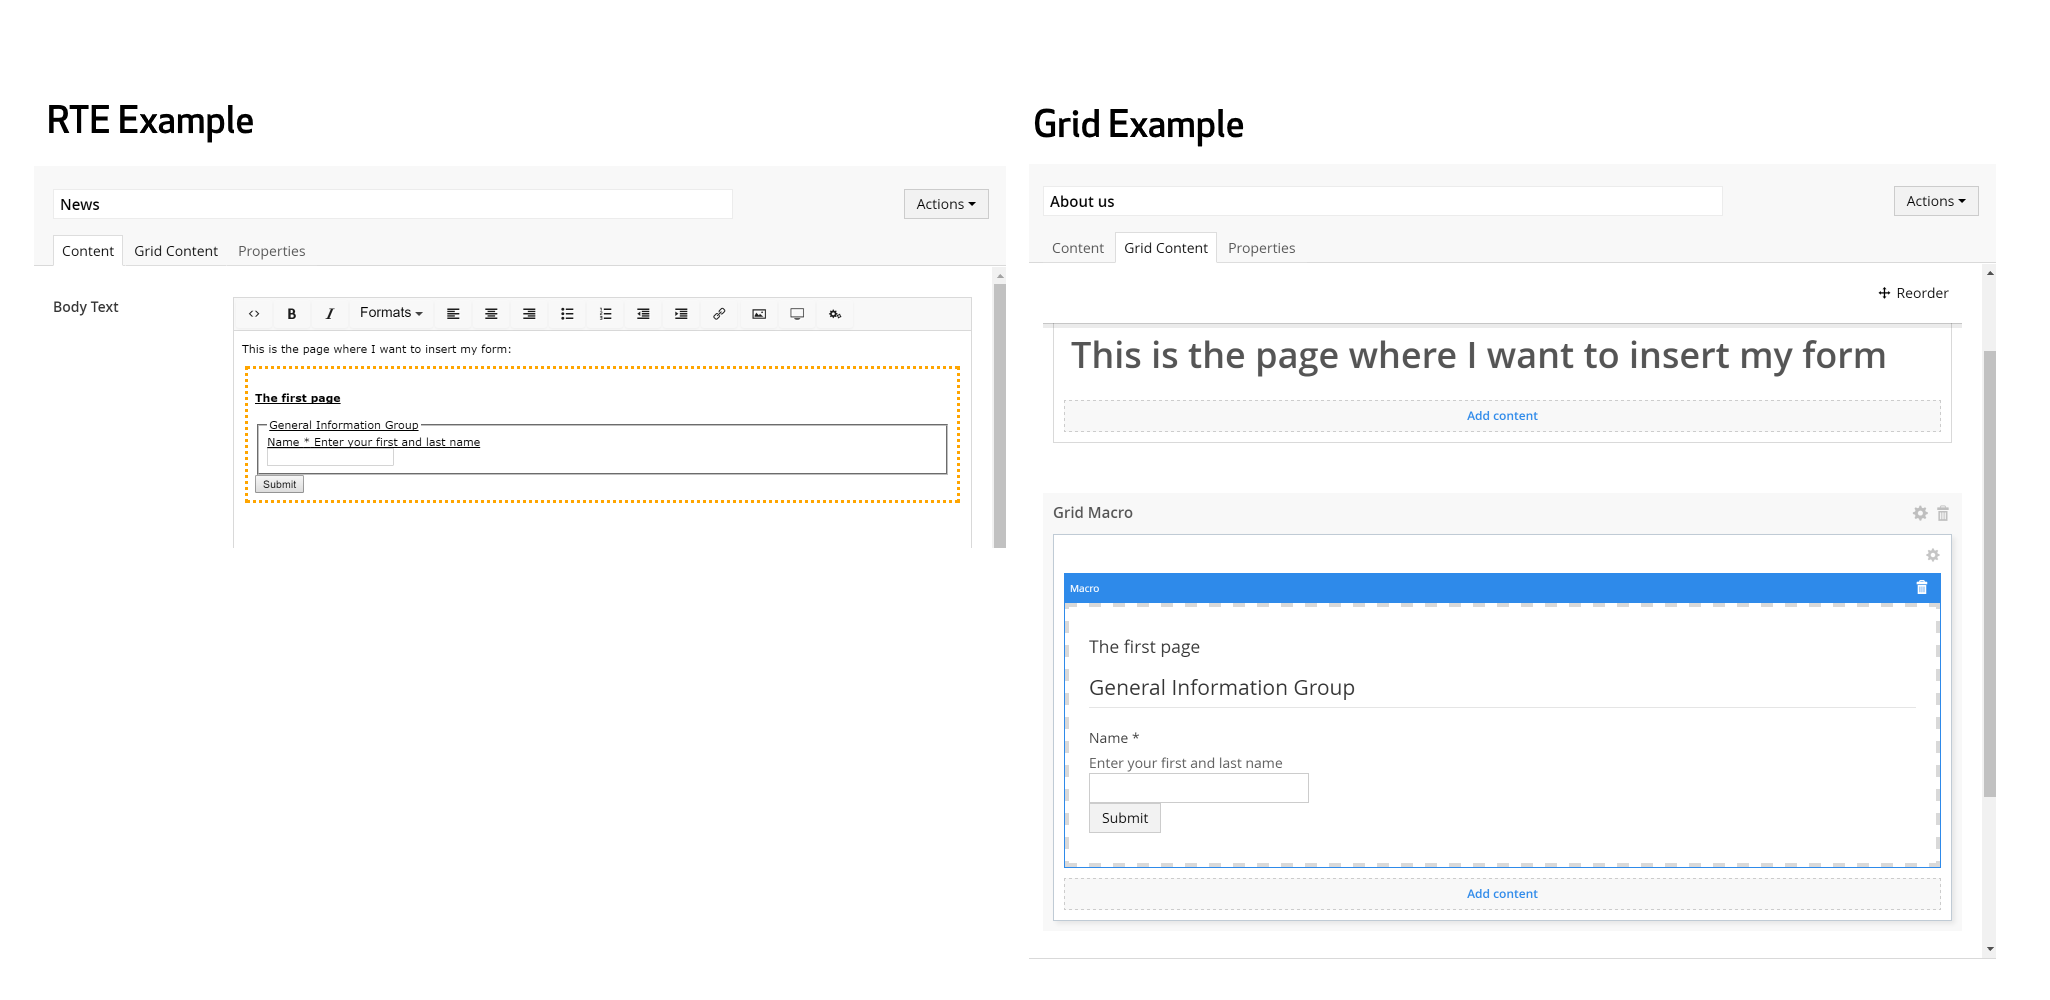 RTE Example
News
Actions
Content Grid Content Properties
Body Text
B I Formats
This is the page where I want to insert my form:
The first page
General Information Group
Name * Enter your first and last name
Submit
Grid Example
About us
Actions
Content Grid Content Properties
Reorder
This is the page where I want to insert my form
Add content
Grid Macro
Macro
The first page
General Information Group
Name *
Enter your first and last name
Submit
Add content